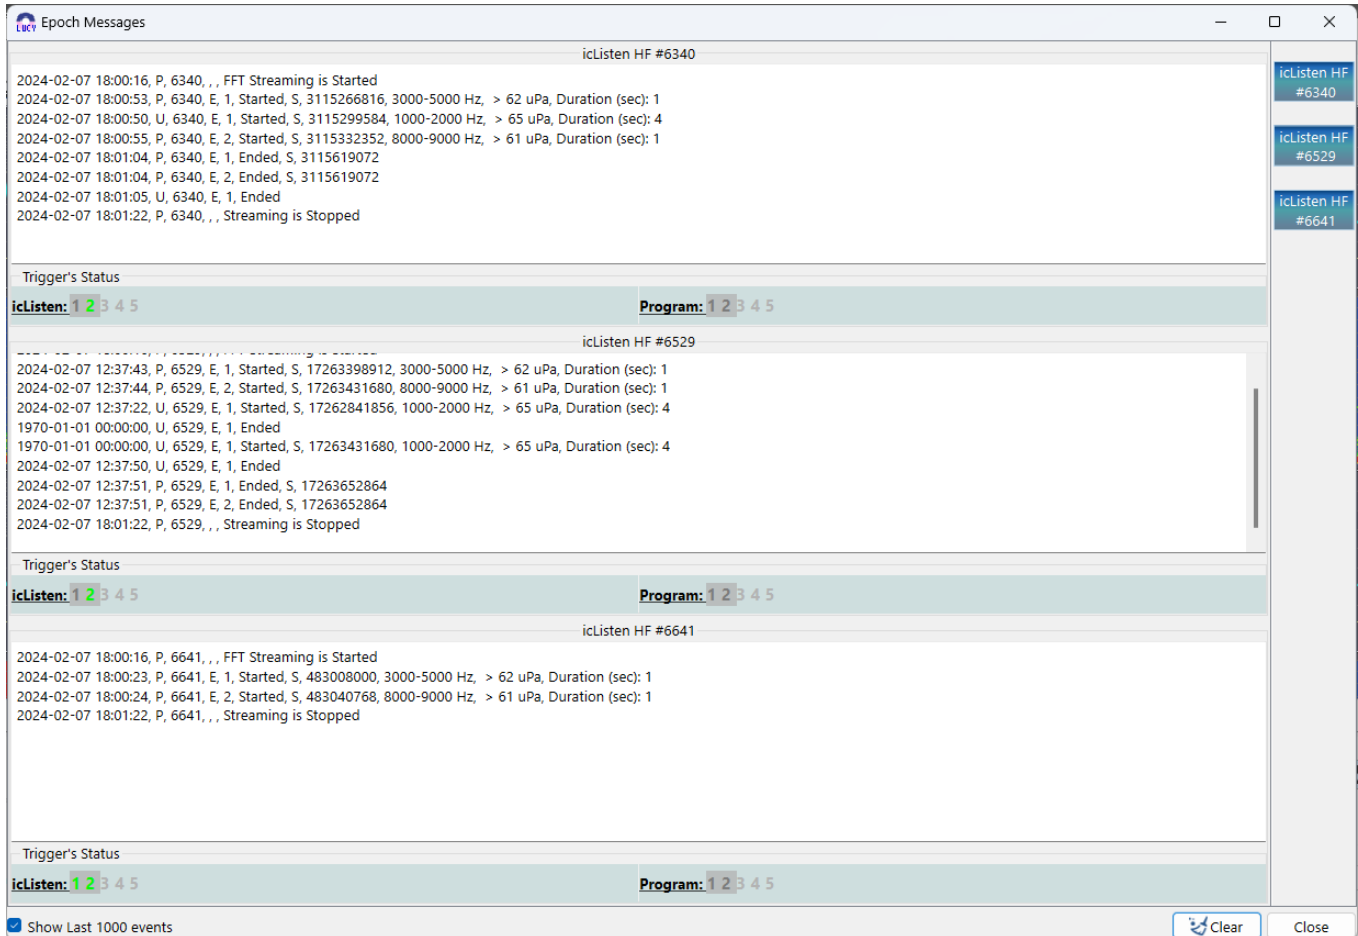 LUCY Epoch Messages
icListen HF #6340
2024-02-07 18:00:16, P, 6340, , , FFT Streaming is Started
2024-02-07 18:00:53, P, 6340, E, 1, Started, S, 3115266816, 3000-5000 Hz,  > 62 uPa, Duration (sec): 1
2024-02-07 18:00:50, U, 6340, E, 1, Started, S, 3115299584, 1000-2000 Hz,  > 65 uPa, Duration (sec): 4
2024-02-07 18:00:55, P, 6340, E, 2, Started, S, 3115332352, 8000-9000 Hz,  > 61 uPa, Duration (sec): 1
2024-02-07 18:01:04, P, 6340, E, 1, Ended, S, 3115619072
2024-02-07 18:01:04, P, 6340, E, 2, Ended, S, 3115619072
2024-02-07 18:01:05, U, 6340, E, 1, Ended
2024-02-07 18:01:22, P, 6340, , , Streaming is Stopped
Trigger's Status
icListen: 1 2 3 4 5
Program: 1 2 3 4 5
icListen HF #6529
2024-02-07 12:37:43, P, 6529, E, 1, Started, S, 17263398912, 3000-5000 Hz,  > 62 uPa, Duration (sec): 1
2024-02-07 12:37:44, P, 6529, E, 2, Started, S, 17263431680, 8000-9000 Hz,  > 61 uPa, Duration (sec): 1
2024-02-07 12:37:22, U, 6529, E, 1, Started, S, 17262841856, 1000-2000 Hz,  > 65 uPa, Duration (sec): 4
1970-01-01 00:00:00, U, 6529, E, 1, Ended
1970-01-01 00:00:00, U, 6529, E, 1, Started, S, 17263431680, 1000-2000 Hz,  > 65 uPa, Duration (sec): 4
2024-02-07 12:37:50, U, 6529, E, 1, Ended
2024-02-07 12:37:51, P, 6529, E, 1, Ended, S, 17263652864
2024-02-07 12:37:51, P, 6529, E, 2, Ended, S, 17263652864
2024-02-07 18:01:22, P, 6529, , , Streaming is Stopped
Trigger's Status
icListen: 1 2 3 4 5
Program: 1 2 3 4 5
icListen HF #6641
2024-02-07 18:00:16, P, 6641, , , FFT Streaming is Started
2024-02-07 18:00:23, P, 6641, E, 1, Started, S, 483008000, 3000-5000 Hz,  > 62 uPa, Duration (sec): 1
2024-02-07 18:00:24, P, 6641, E, 2, Started, S, 483040768, 8000-9000 Hz,  > 61 uPa, Duration (sec): 1
2024-02-07 18:01:22, P, 6641, , , Streaming is Stopped
Trigger's Status
icListen: 1 2 3 4 5
Program: 1 2 3 4 5
icListen HF
#6340
icListen HF
#6529
icListen HF
#6641
Show Last 1000 events
Clear
Close